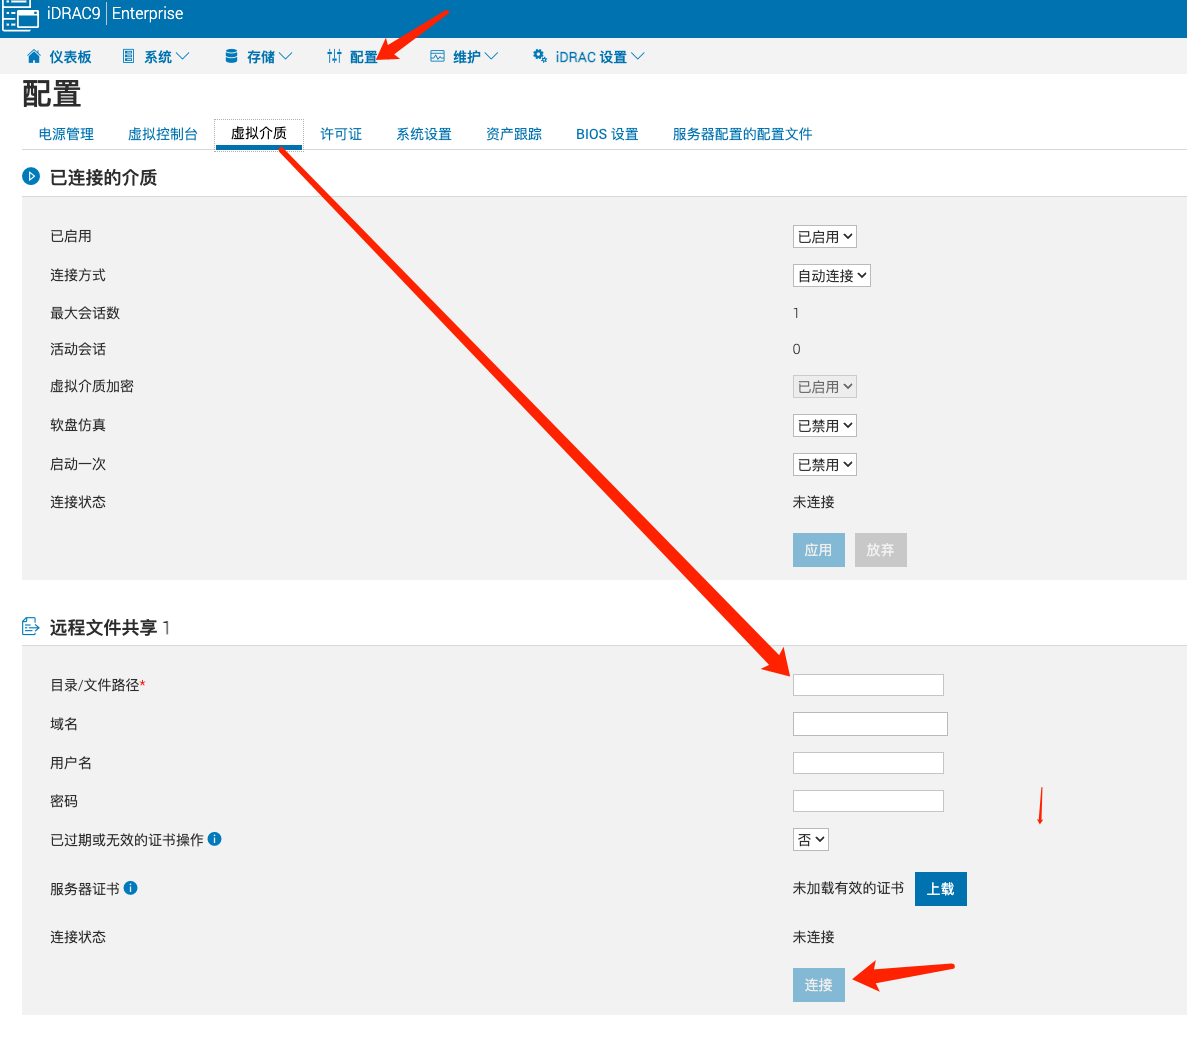 iDRAC9 | Enterprise
仪表板 系统 存储 配置 维护 iDRAC 设置
配置
电源管理 虚拟控制台 虚拟介质 许可证 系统设置 资产跟踪 BIOS 设置 服务器配置的配置文件
已连接的介质
已启用 已启用
连接方式 自动连接
最大会话数 1
活动会话 0
虚拟介质加密 已启用
软盘仿真 已禁用
启动一次 已禁用
连接状态 未连接
应用 放弃
远程文件共享 1
目录/文件路径*
域名
用户名
密码
已过期或无效的证书操作 否
服务器证书 未加载有效的证书 上载
连接状态 未连接
连接